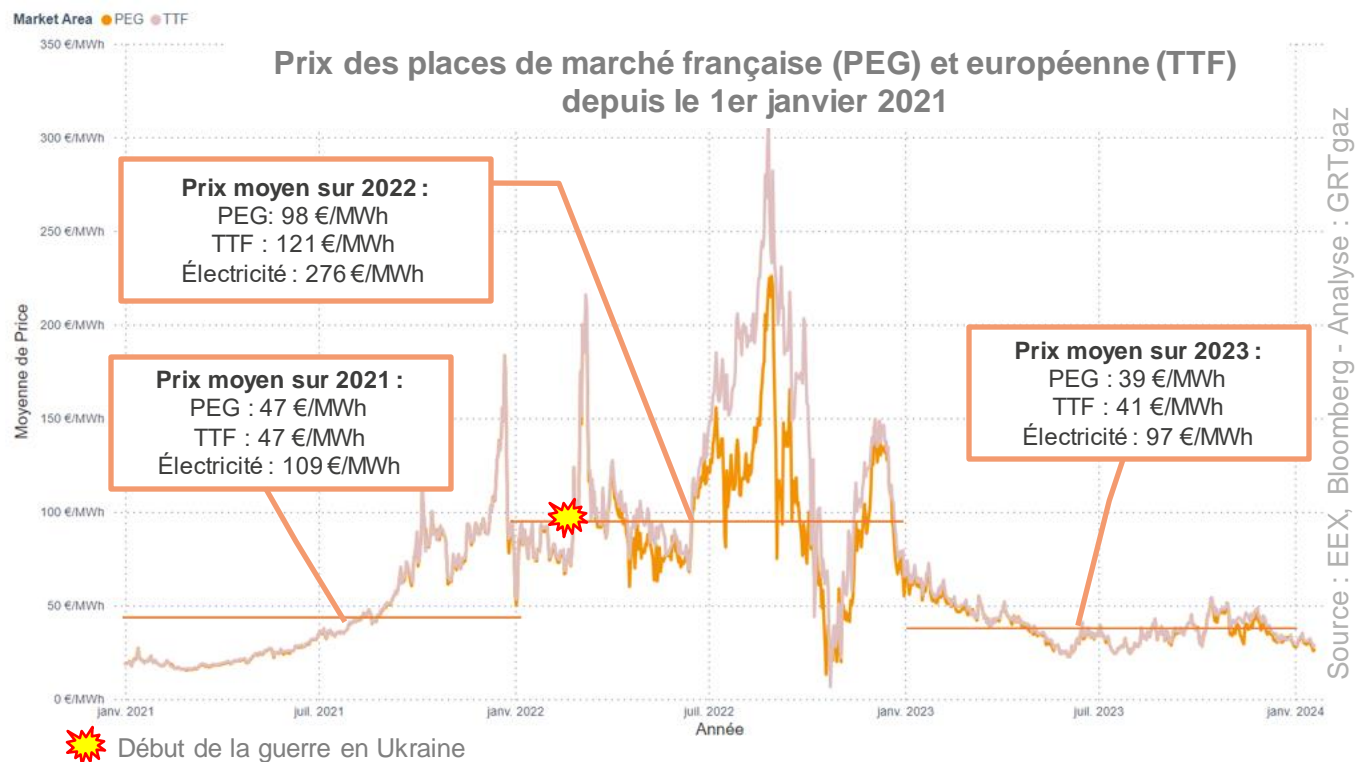 Market Area PEG TTF
Prix des places de marché française (PEG) et européenne (TTF)
depuis le 1er janvier 2021
350 €/MWh
300 €/MWh
250 €/MWh
200 €/MWh
150 €/MWh
100 €/MWh
50 €/MWh
0 €/MWh
Moyenne de Price
Prix moyen sur 2022 :
PEG: 98 €/MWh
TTF : 121 €/MWh
Électricité : 276 €/MWh
Prix moyen sur 2021 :
PEG : 47 €/MWh
TTF : 47 €/MWh
Électricité : 109 €/MWh
Prix moyen sur 2023 :
PEG : 39 €/MWh
TTF : 41 €/MWh
Électricité : 97 €/MWh
Source : EEX, Bloomberg - Analyse : GRTgaz
janv. 2021
juil. 2021
janv. 2022
juil. 2022
janv. 2023
juil. 2023
janv. 2024
Année
Début de la guerre en Ukraine